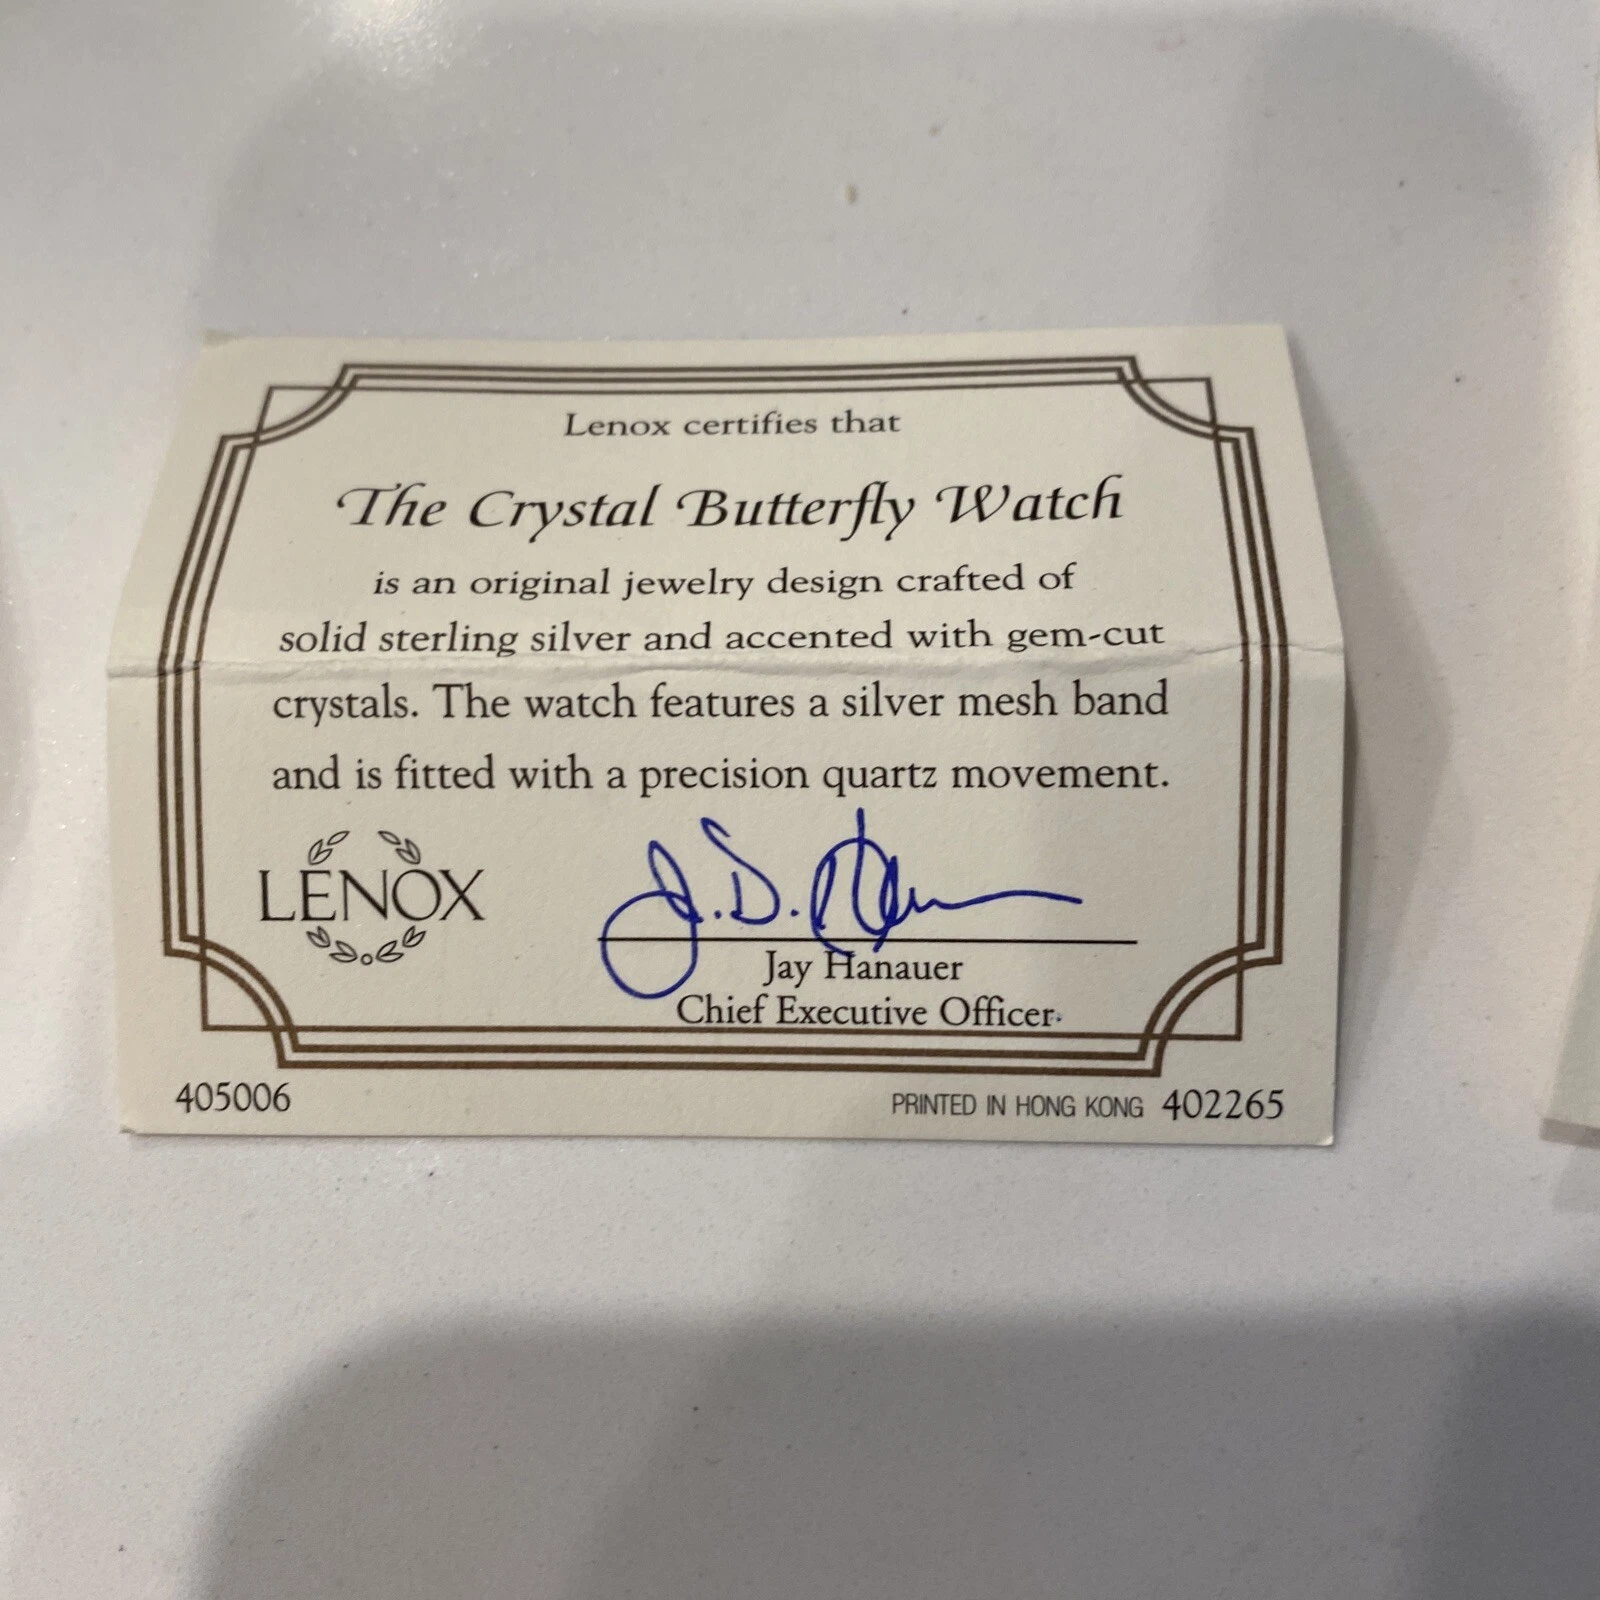 Lenox certifies that
The Crystal Butterfly Watch
is an original jewelry design crafted of
solid sterling silver and accented with gem-cut
crystals. The watch features a silver mesh band
and is fitted with a precision quartz movement.
LENOX
J. D. Hanauer
Jay Hanauer
Chief Executive Officer
405006
PRINTED IN HONG KONG 402265